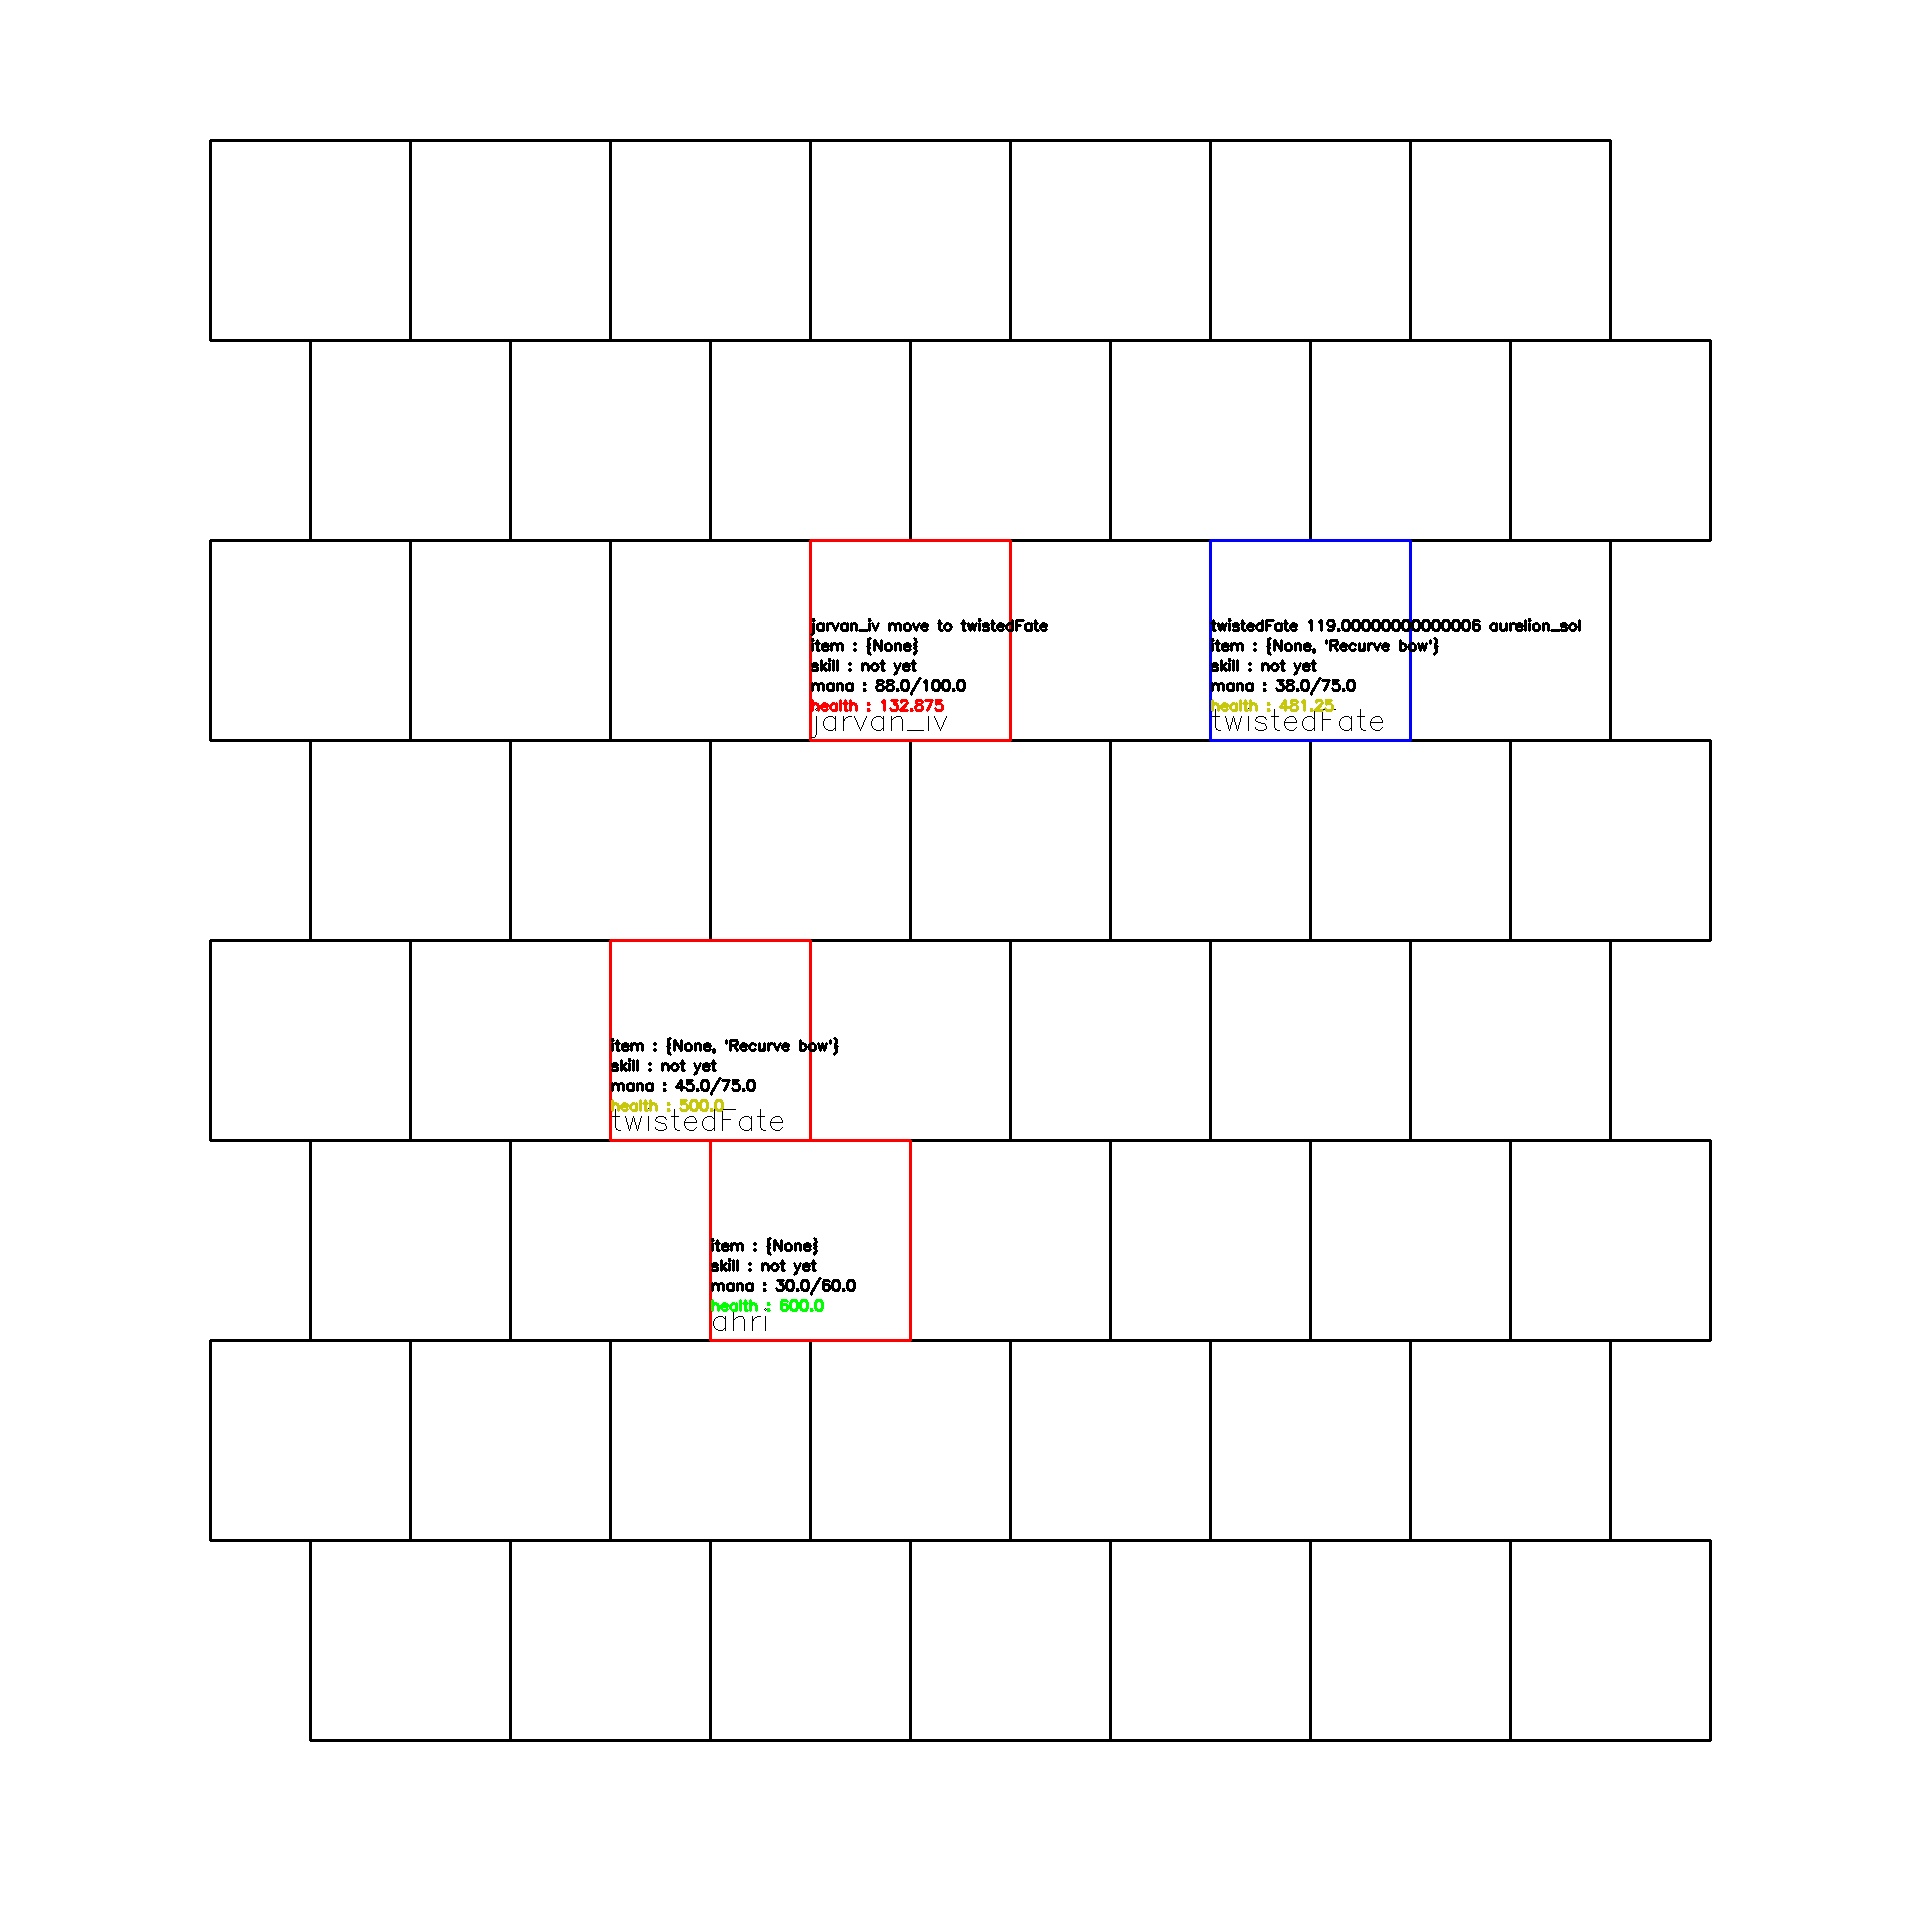 jarvan_iv move to twistedFate
item : {None}
skill : not yet
mana : 88.0/100.0
health : 132.875
jarvan_iv
twistedFate 119.00000000000006 aurelion_sol
item : {None, 'Recurve bow'}
skill : not yet
mana : 38.0/75.0
health : 481.25
twistedFate
item : {None, 'Recurve bow'}
skill : not yet
mana : 45.0/75.0
health : 500.0
twistedFate
item : {None}
skill : not yet
mana : 30.0/60.0
health : 600.0
ahri